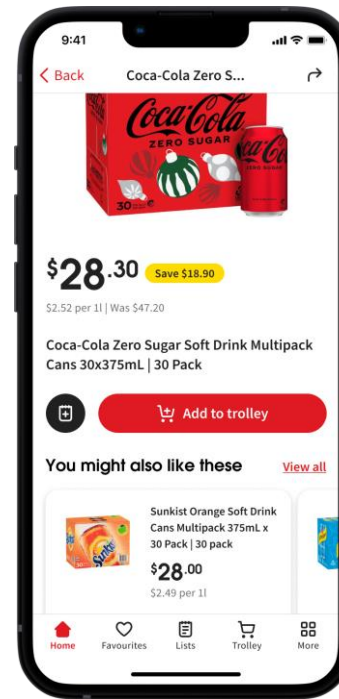 9:41
Back
Coca-Cola Zero S...
Coca-Cola
ZERO SUGAR
30
$28.30
Save $18.90
$2.52 per 1l | Was $47.20
Coca-Cola Zero Sugar Soft Drink Multipack
Cans 30x375mL | 30 Pack
Add to trolley
You might also like these
View all
Sunkist
Sunkist Orange Soft Drink
Cans Multipack 375mL x
30 Pack | 30 pack
$28.00
$2.49 per 1l
Home
Favourites
Lists
Trolley
More